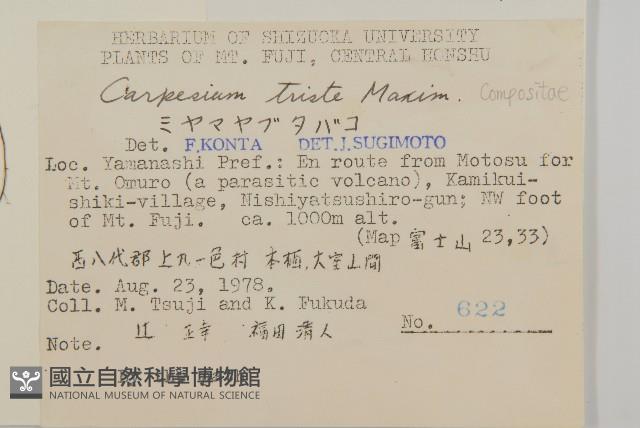 HERBARIUM OF SHIZUOKA UNIVERSITY
PLANTS OF MT. FUJI, CENTRAL HONSHU
Carpesium triste Maxim. Compositae
ミヤマヤブタバコ
Det. F.KONTA DET.J.SUGIMOTO
Loc. Yamanashi Pref.: En route from Motosu for
Mt. Omuro (a parasitic volcano), Kamikui-
shiki-village, Nishiyatsushiro-gun; NW foot
of Mt. Fuji. ca. 1000m alt.
(Map 富士山 23,33)
西八代郡 上九一色村 本栖, 大室山間
Date. Aug. 23, 1978.
Coll. M. Tsuji and K. Fukuda
No. 622
辻 正幸 福田 清人
Note.
國立自然科學博物館
NATIONAL MUSEUM OF NATURAL SCIENCE